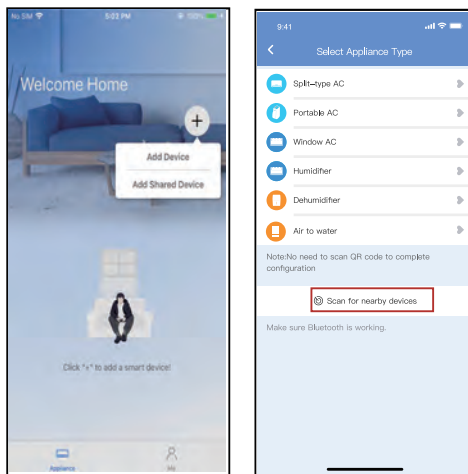 No SIM 5:03 PM 100%
Welcome Home
+
Add Device
Add Shared Device
Click "+" to add a smart device!
Appliance Me
9:41
Select Appliance Type
Split-type AC
Portable AC
Window AC
Humidifier
Dehumidifier
Air to water
Note:No need to scan QR code to complete
configuration
Scan for nearby devices
Make sure Bluetooth is working.